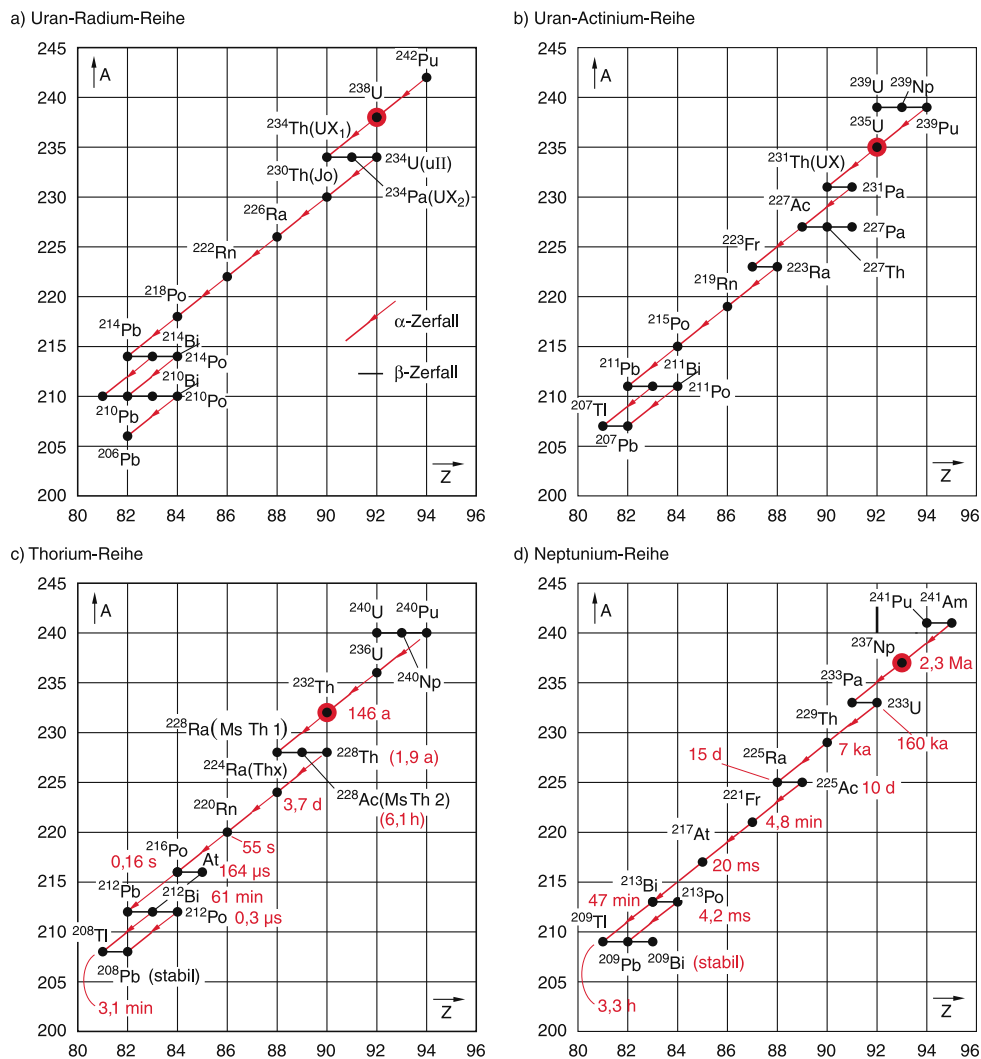 a) Uran-Radium-Reihe
245
A
242Pu
240
238U
234Th(UX1)
235
234U(uII)
230Th(Jo)
234Pa(UX2)
230
226Ra
225
222Rn
220
218Po
214Pb
α-Zerfall
215
214Bi
214Po
210Bi
β-Zerfall
210
210Po
210Pb
205
206Pb
Z
200
80 82 84 86 88 90 92 94 96
b) Uran-Actinium-Reihe
245
A
239U 239Np
240
235U 239Pu
235
231Th(UX)
231Pa
230
227Ac
227Pa
225
223Fr
223Ra 227Th
219Rn
220
215Po
215
211Pb 211Bi
211Po
210
207Tl
207Pb
205
Z
200
80 82 84 86 88 90 92 94 96
c) Thorium-Reihe
245
A
240U 240Pu
240
236U
240Np
235
232Th
146 a
230
228Ra(Ms Th 1)
228Th (1,9 a)
224Ra(Thx)
228Ac(Ms Th 2)
225
3,7 d
(6,1 h)
220Rn
220
55 s
216Po
0,16 s
At
164 µs
215
212Pb
212Bi
61 min
212Po 0,3 µs
210
208Tl
208Pb (stabil)
205
3,1 min
Z
200
80 82 84 86 88 90 92 94 96
d) Neptunium-Reihe
245
A
241Pu 241Am
240
237Np
2,3 Ma
235
233Pa
233U
229Th
230
7 ka
160 ka
15 d
225Ra
225
225Ac 10 d
221Fr
4,8 min
220
217At
20 ms
215
213Bi
47 min
213Po
4,2 ms
210
209Tl
209Pb
209Bi (stabil)
205
3,3 h
Z
200
80 82 84 86 88 90 92 94 96